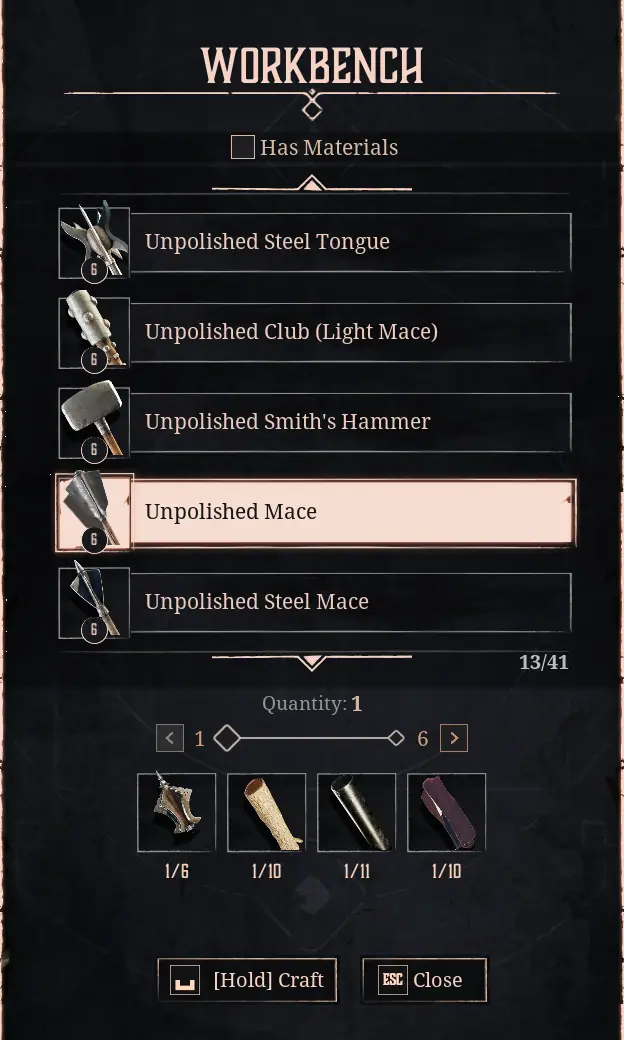 WORKBENCH
Has Materials
Unpolished Steel Tongue
6
Unpolished Club (Light Mace)
6
Unpolished Smith's Hammer
6
Unpolished Mace
6
Unpolished Steel Mace
6
13/41
Quantity: 1
< 1 6 >
1/6 1/10 1/11 1/10
[Hold] Craft ESC Close